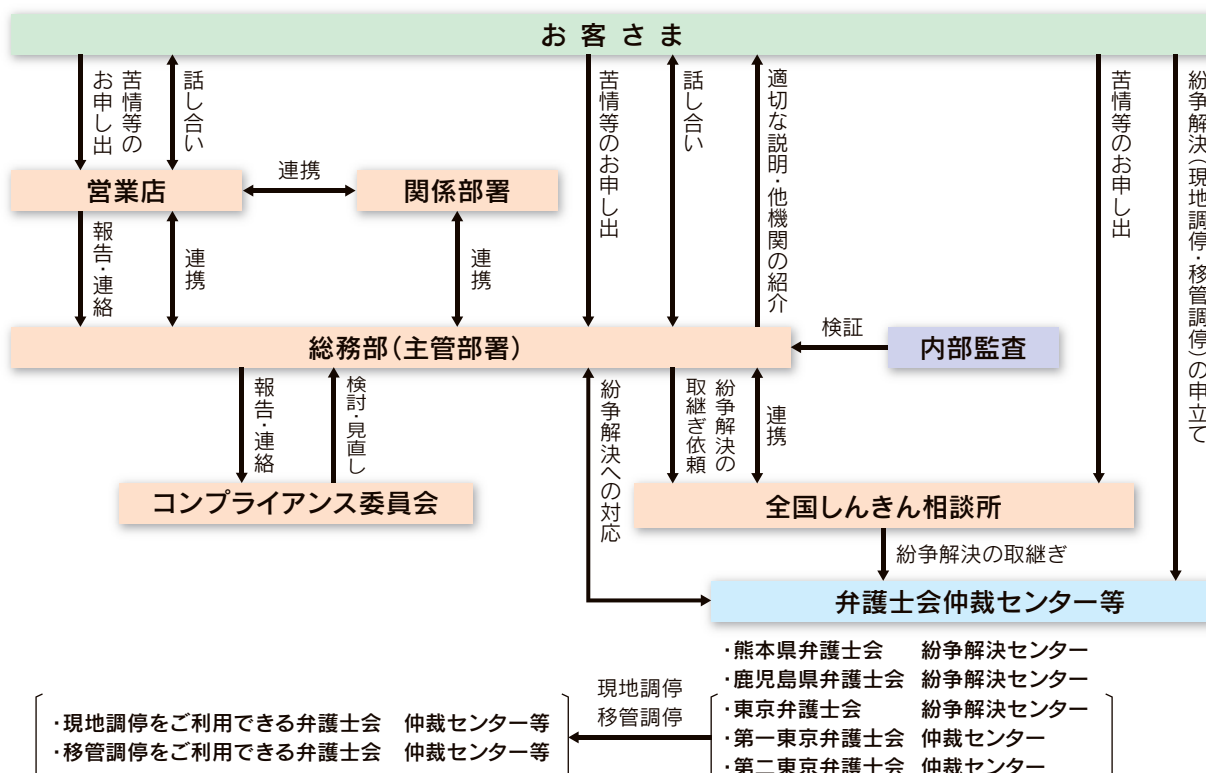 お客さま
苦情等の
お申し出
話し合い
苦情等のお申し出
話し合い
適切な説明・他機関の紹介
苦情等のお申し出
紛争解決(現地調停・移管調停)の申立て
営業店
連携
関係部署
報告・連絡
連携
連携
総務部(主管部署)
検証
内部監査
報告・連絡
検討・見直し
紛争解決への対応
紛争解決の
取継ぎ依頼
連携
コンプライアンス委員会
全国しんきん相談所
紛争解決の取継ぎ
弁護士会仲裁センター等
・熊本県弁護士会 紛争解決センター
・鹿児島県弁護士会 紛争解決センター
・東京弁護士会 紛争解決センター
・第一東京弁護士会 仲裁センター
・第二東京弁護士会 仲裁センター
現地調停
移管調停
・現地調停をご利用できる弁護士会 仲裁センター等
・移管調停をご利用できる弁護士会 仲裁センター等